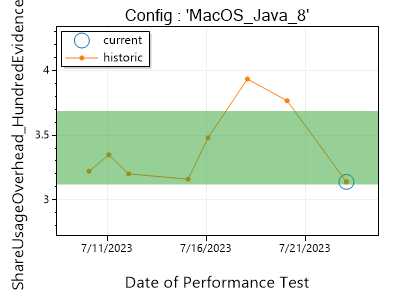 Config : 'MacOS_Java_8'
current
historic
ShareUsageOverhead_HundredEvidence
4
3.5
3
7/11/2023
7/16/2023
7/21/2023
Date of Performance Test